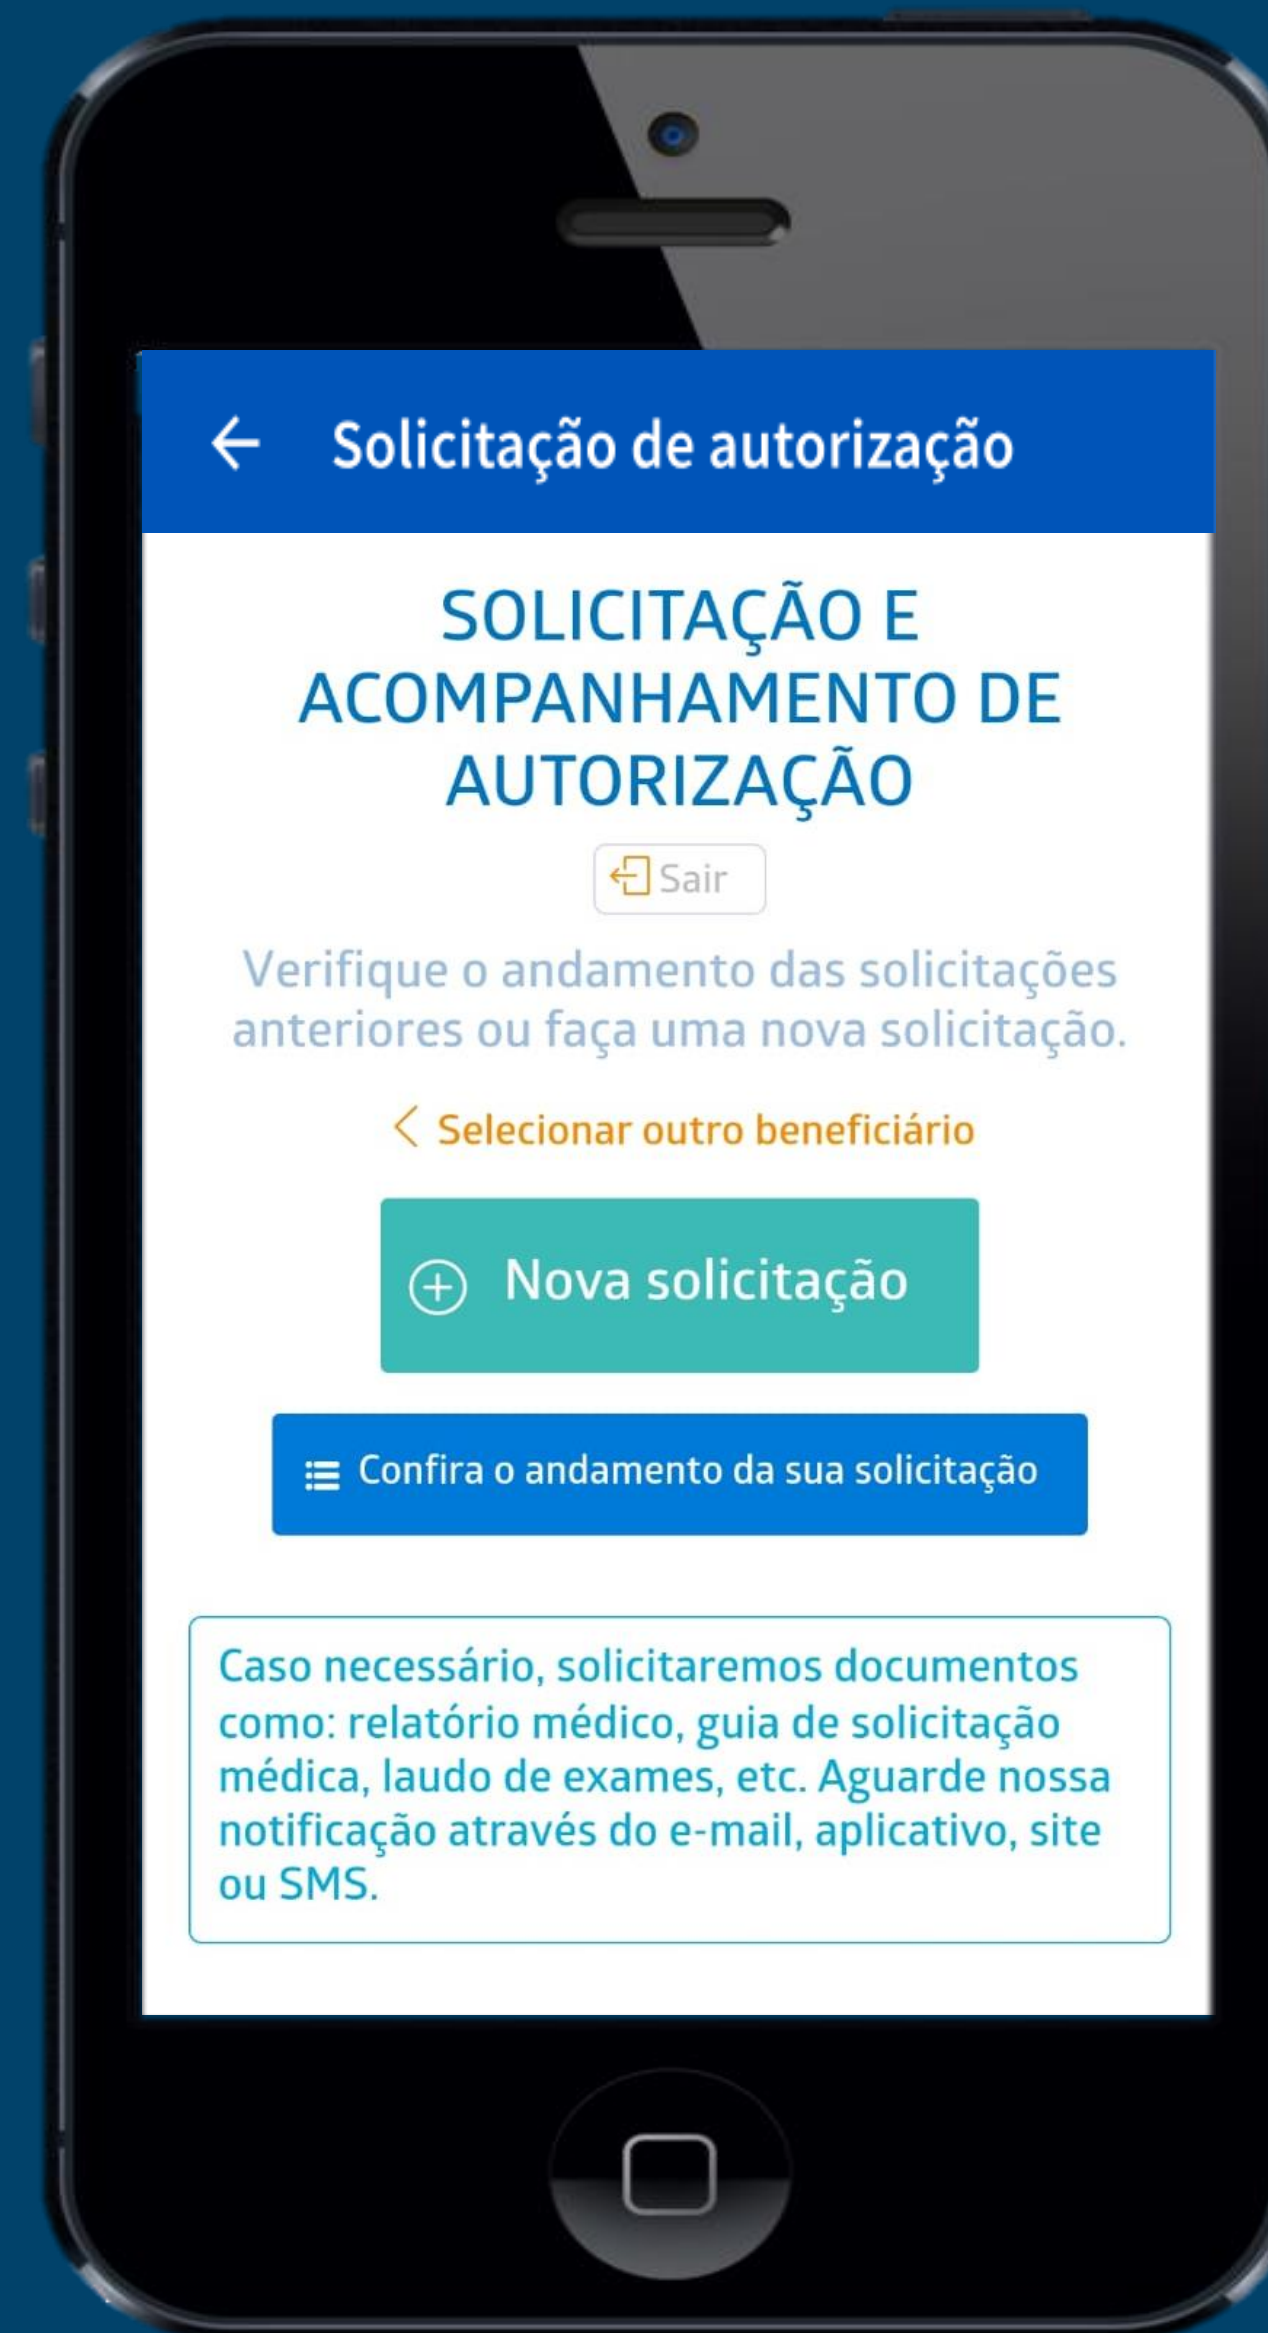 Solicitação de autorização
SOLICITAÇÃO E
ACOMPANHAMENTO DE
AUTORIZAÇÃO
Sair
Verifique o andamento das solicitações
anteriores ou faça uma nova solicitação.
Selecionar outro beneficiário
Nova solicitação
Confira o andamento da sua solicitação
Caso necessário, solicitaremos documentos
como: relatório médico, guia de solicitação
médica, laudo de exames, etc. Aguarde nossa
notificação através do e-mail, aplicativo, site
ou SMS.